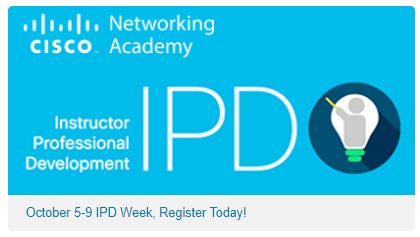 Networking
CISCO Academy
Instructor
Professional
Development
IPD
October 5-9 IPD Week, Register Today!